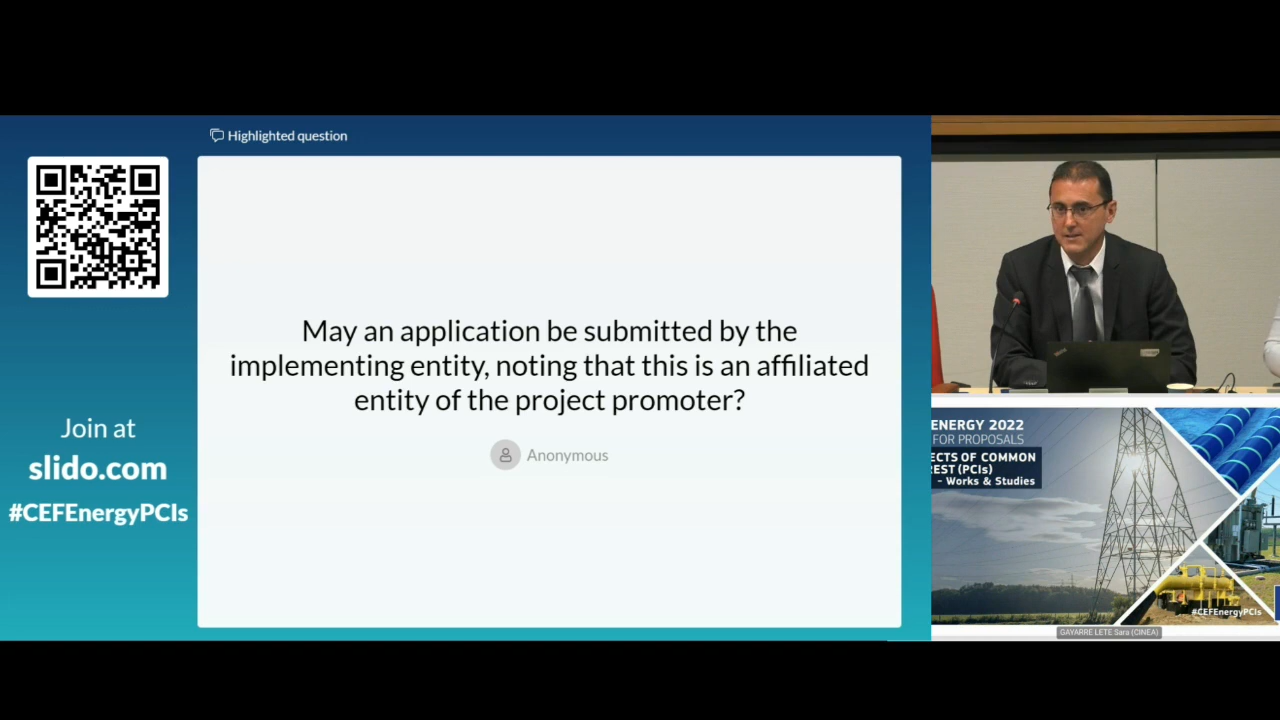 Highlighted question
May an application be submitted by the
implementing entity, noting that this is an affiliated
entity of the project promoter?
Anonymous
Join at
slido.com
#CEFEnergyPCIs
ENERGY 2022
FOR PROPOSALS
ECTS OF COMMON
REST (PCIs)
- Works & Studies
#CEFEnergyPCIs
GAYARRE LETE Sara (CINEA)